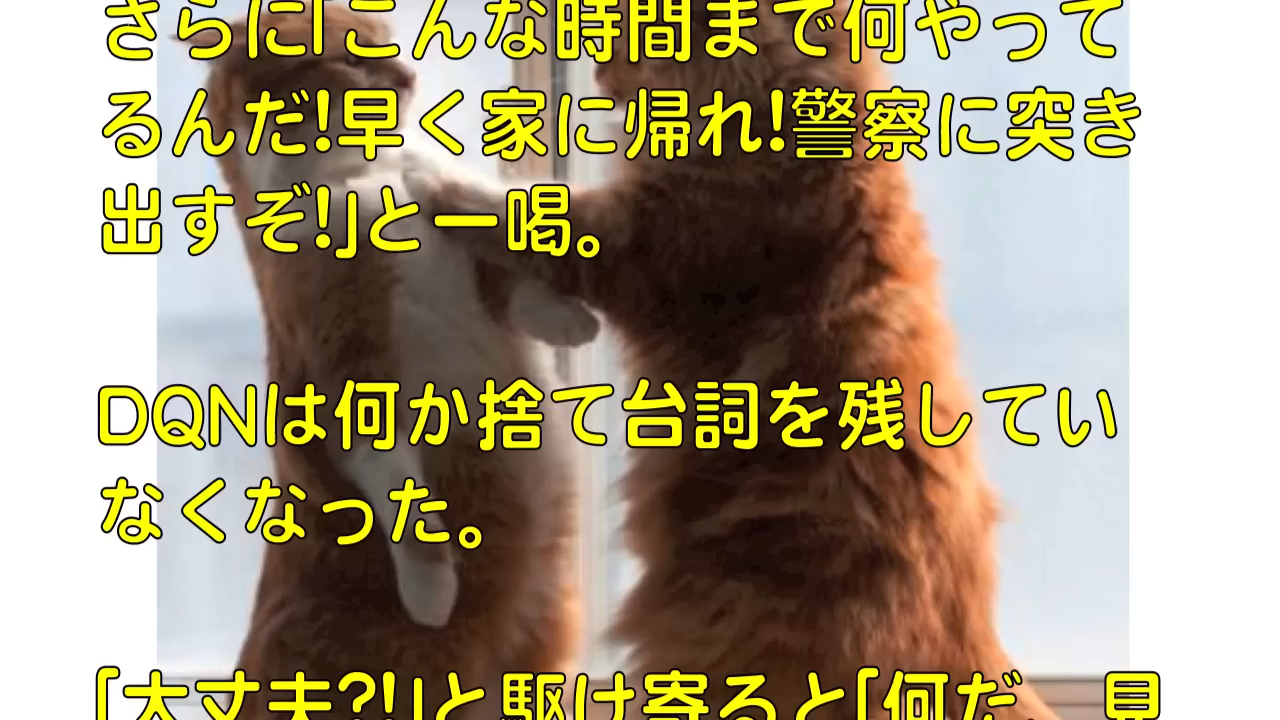 さらに「こんな時間まで何やって
るんだ!早く家に帰れ!警察に突き
出すぞ!」と一喝。
DQNは何か捨て台詞を残してい
なくなった。
「大丈夫?!」と駆け寄ると「何だ、見